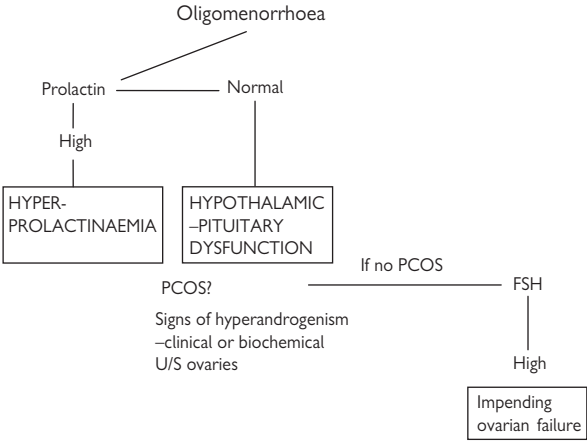 Oligomenorrhoea
Prolactin
Normal
High
HYPER-
PROLACTINAEMIA
HYPOTHALAMIC
–PITUITARY
DYSFUNCTION
If no PCOS
PCOS?
FSH
Signs of hyperandrogenism
–clinical or biochemical
U/S ovaries
High
Impending
ovarian failure